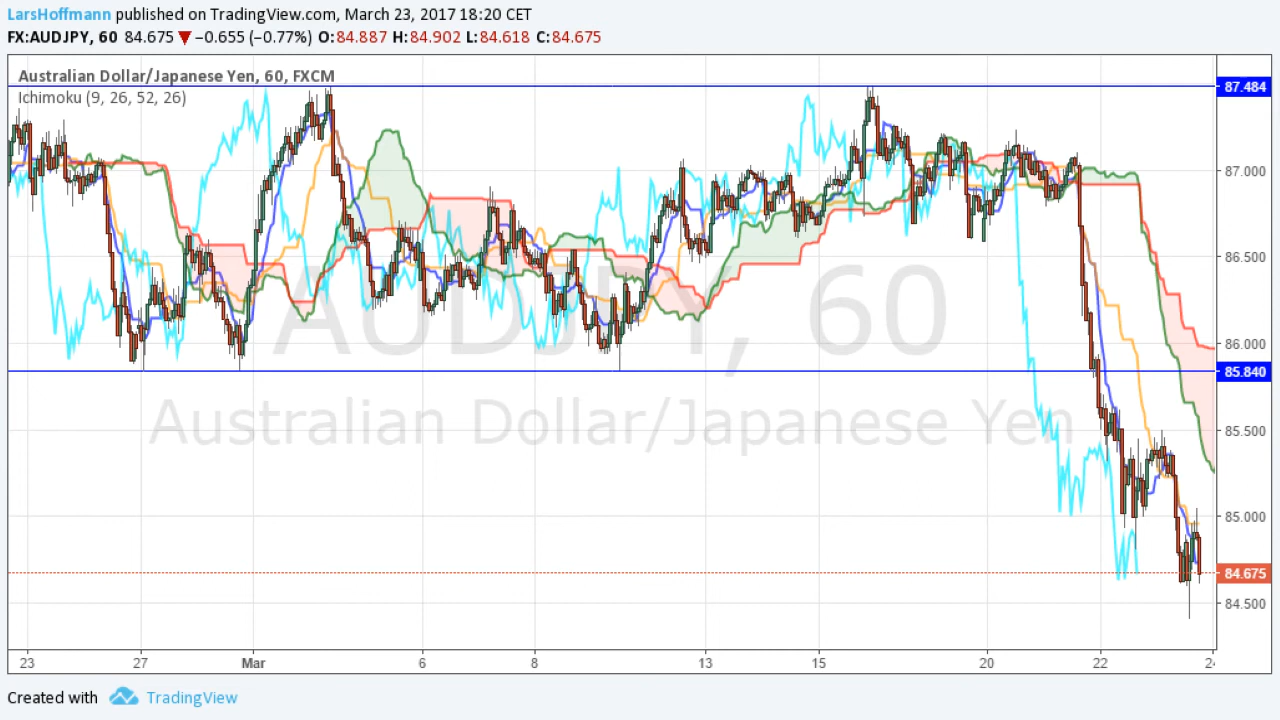 LarsHoffmann published on TradingView.com, March 23, 2017 18:20 CET
FX:AUDJPY, 60 84.675 ▼ −0.655 (−0.77%) O:84.887 H:84.902 L:84.618 C:84.675
Australian Dollar/Japanese Yen, 60, FXCM
Ichimoku (9, 26, 52, 26)
87.484
87.000
86.500
AUDJPY, 60
86.000
85.840
Australian Dollar/Japanese Yen
85.500
85.000
84.675
84.500
23 27 Mar 6 8 13 15 20 22 24
Created with TradingView